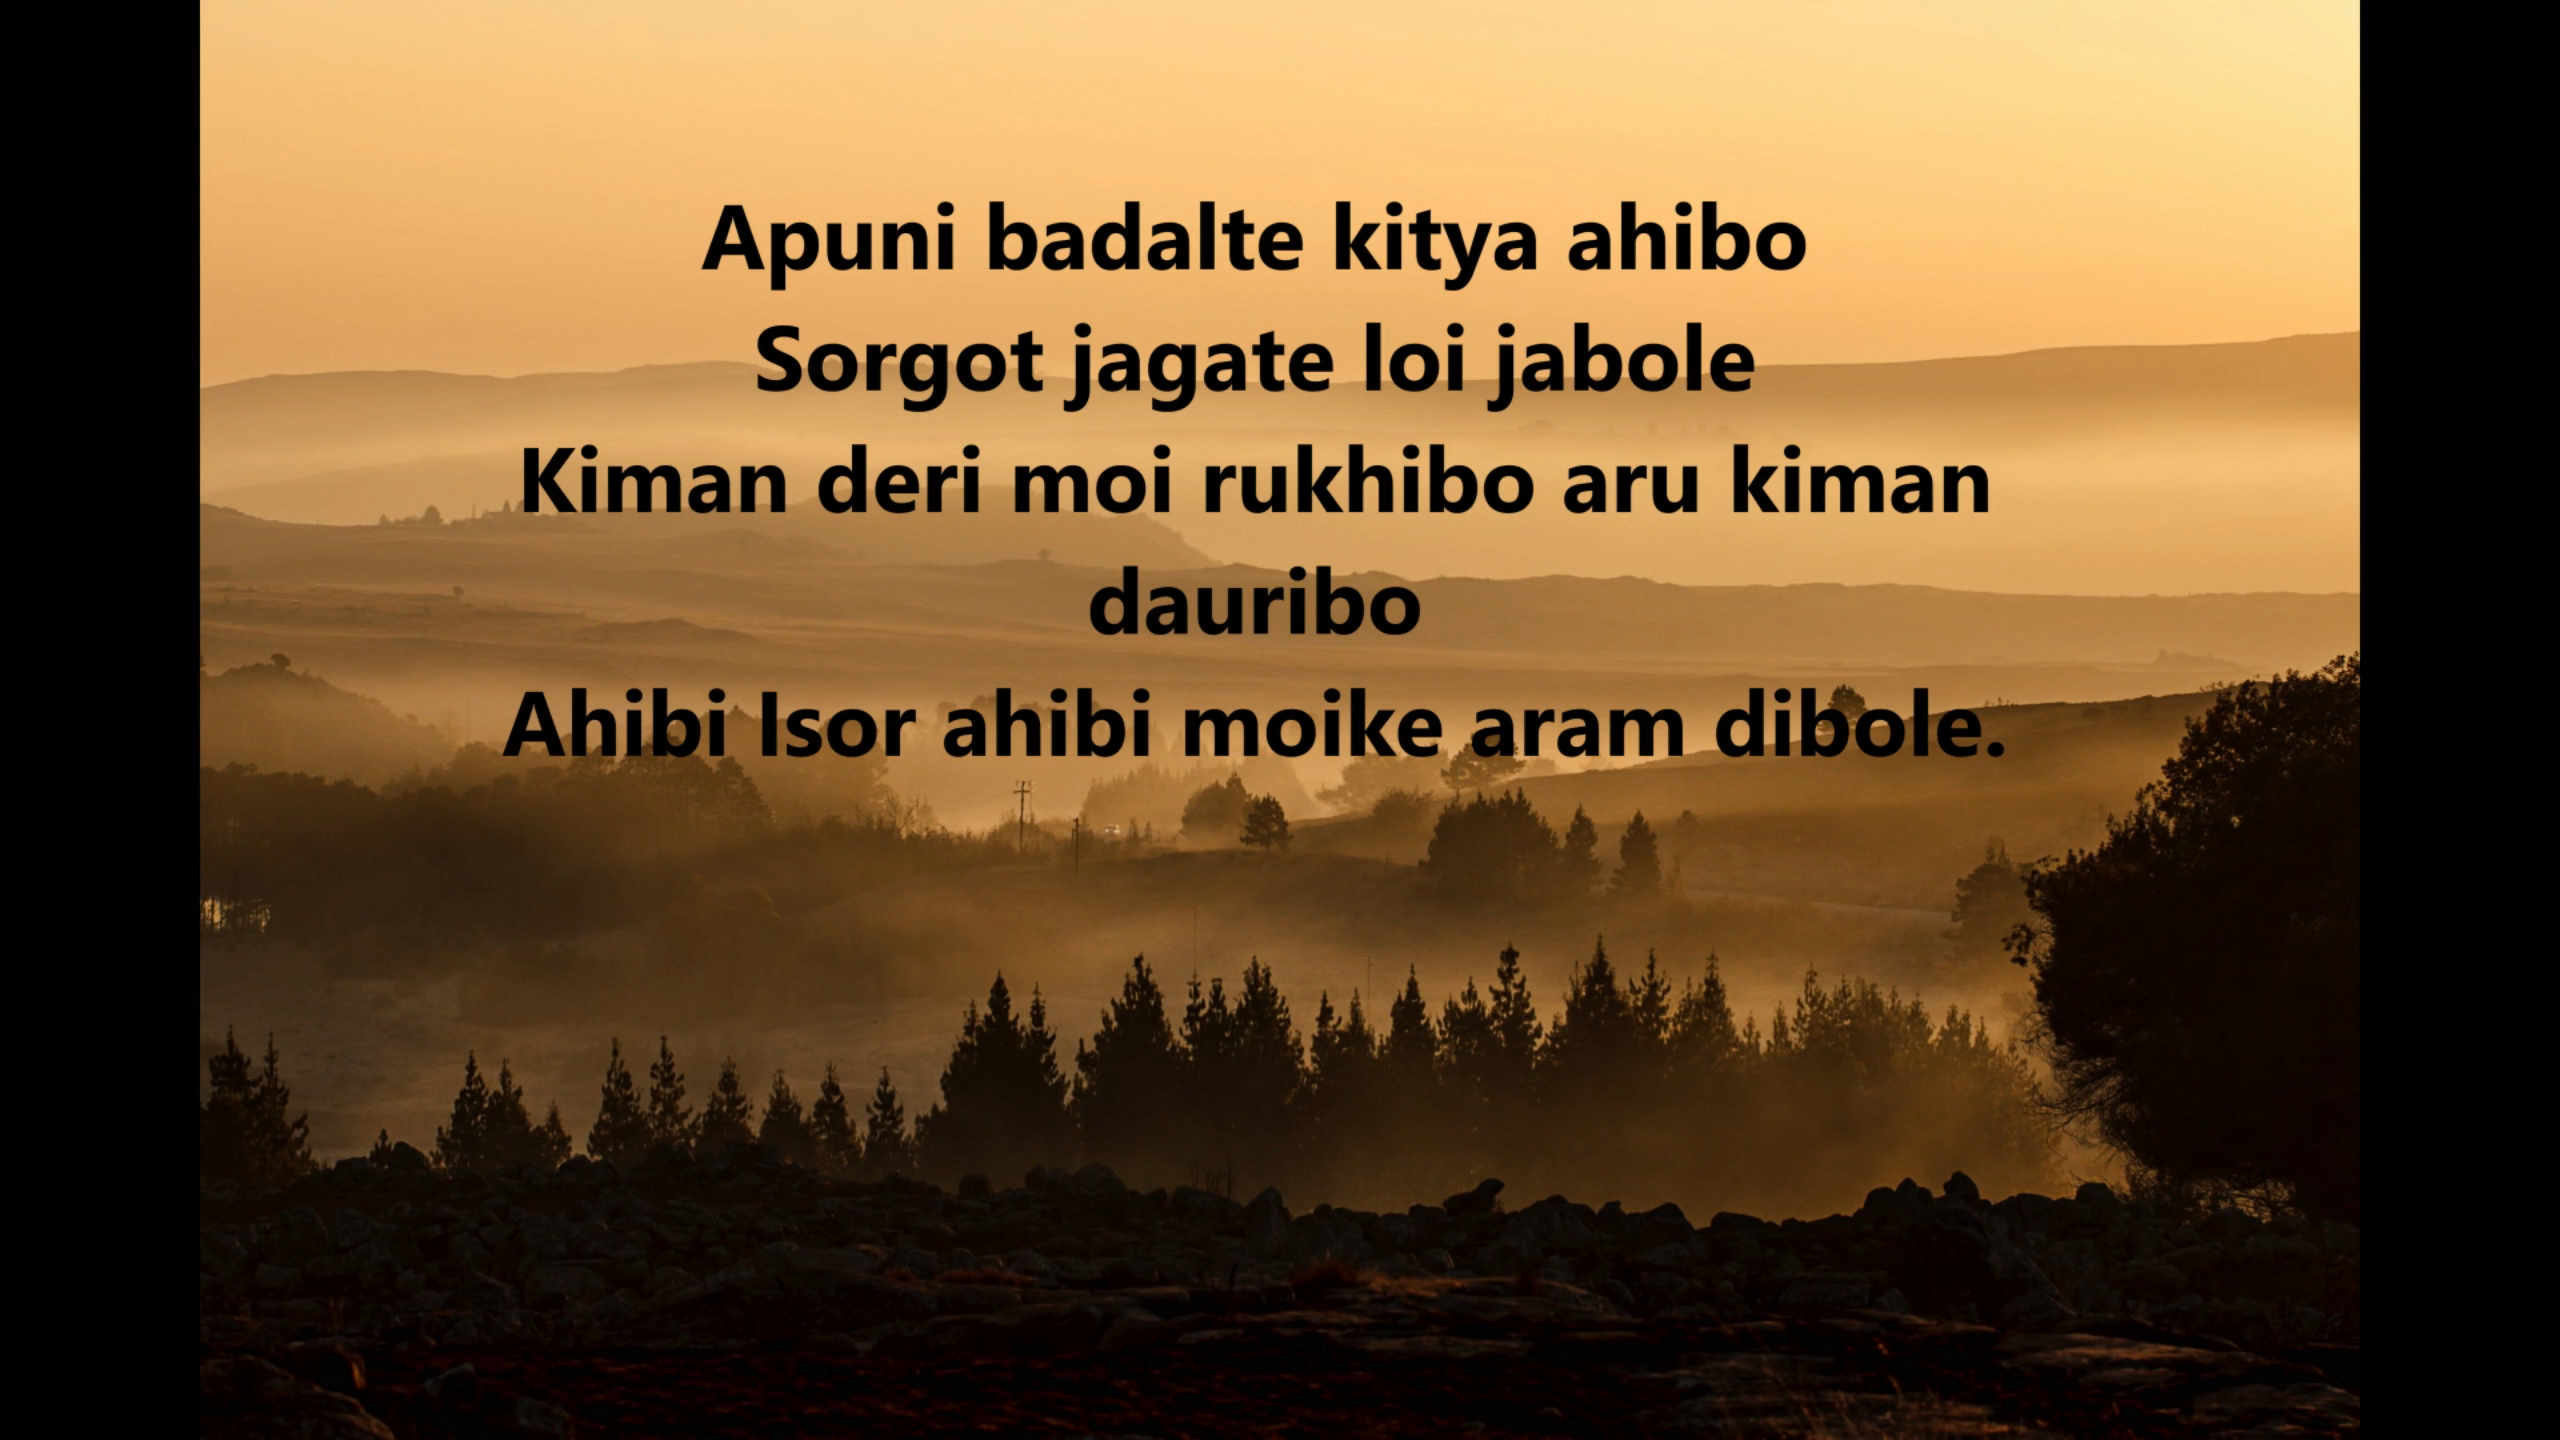 Apuni badalte kitya ahibo
Sorgot jagate loi jabole
Kiman deri moi rukhibo aru kiman
dauribo
Ahibi Isor ahibi moike aram dibole.